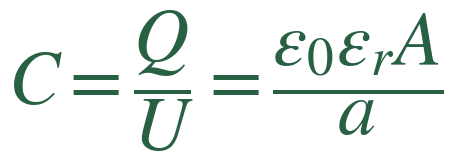 C = Q/U = ε₀εᵣA/a